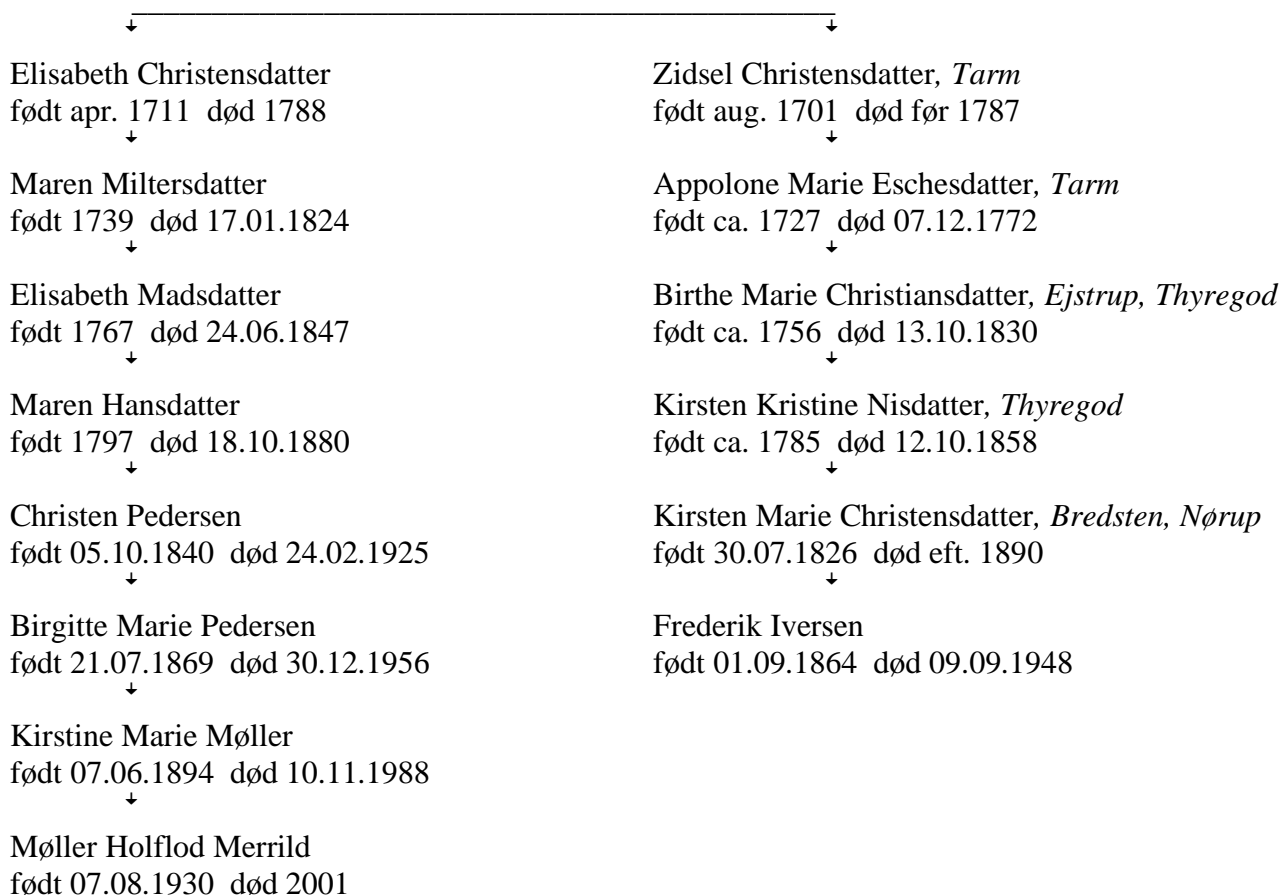 Elisabeth Christensdatter
født apr. 1711 død 1788
Maren Miltersdatter
født 1739 død 17.01.1824
Elisabeth Madsdatter
født 1767 død 24.06.1847
Maren Hansdatter
født 1797 død 18.10.1880
Christen Pedersen
født 05.10.1840 død 24.02.1925
Birgitte Marie Pedersen
født 21.07.1869 død 30.12.1956
Kirstine Marie Møller
født 07.06.1894 død 10.11.1988
Møller Holflod Merrild
født 07.08.1930 død 2001
Zidsel Christensdatter, Tarm
født aug. 1701 død før 1787
Appolone Marie Eschesdatter, Tarm
født ca. 1727 død 07.12.1772
Birthe Marie Christiansdatter, Ejstrup, Thyregod
født ca. 1756 død 13.10.1830
Kirsten Kristine Nisdatter, Thyregod
født ca. 1785 død 12.10.1858
Kirsten Marie Christensdatter, Bredsten, Nørup
født 30.07.1826 død eft. 1890
Frederik Iversen
født 01.09.1864 død 09.09.1948